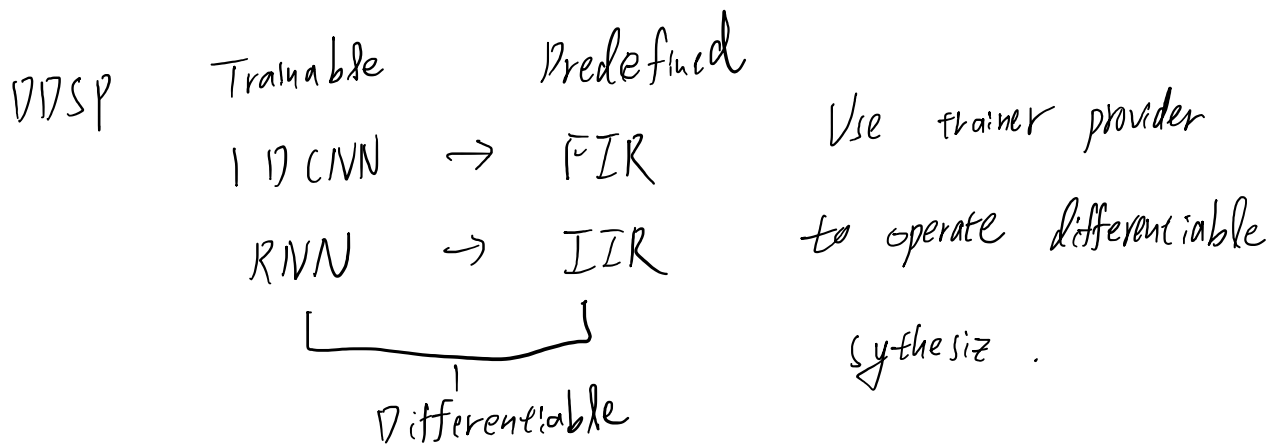 DDSP Trainable Predefined
1D CNN → FIR
RNN → IIR
Differentiable
Use trainer provider
to operate differentiable
sythesiz .